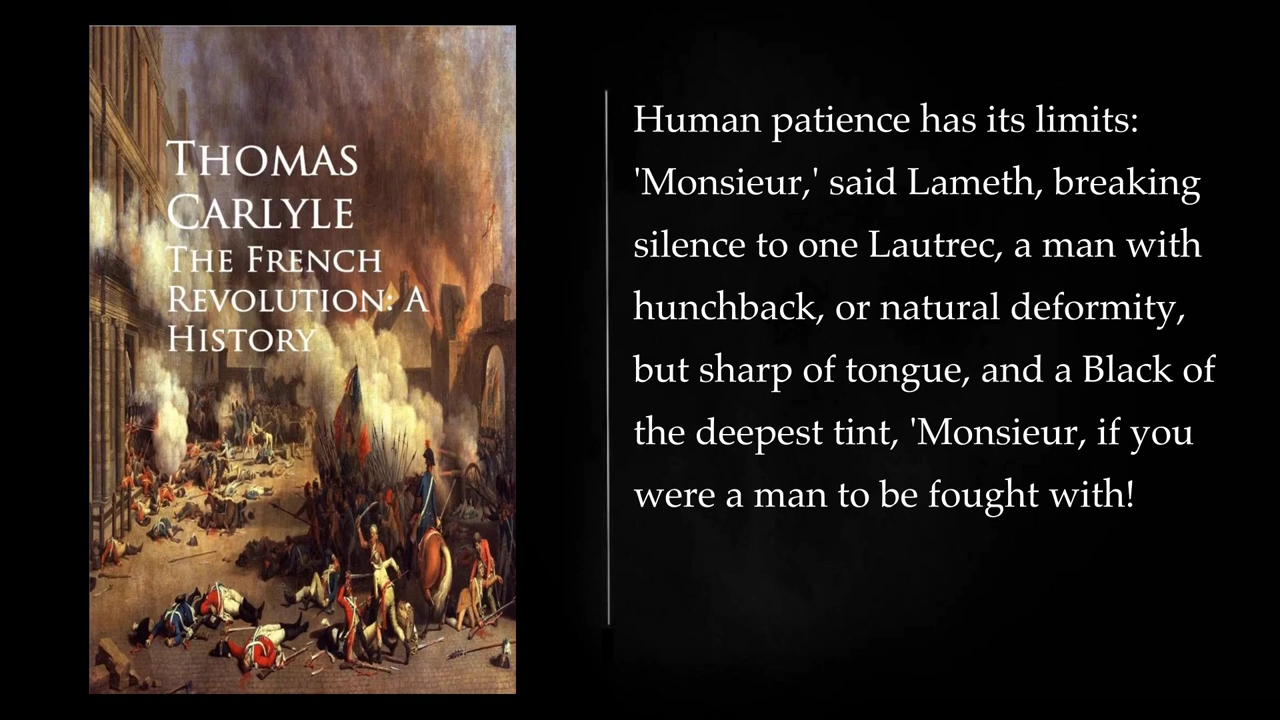 THOMAS
CARLYLE
THE FRENCH
REVOLUTION: A
HISTORY
Human patience has its limits:
'Monsieur,' said Lameth, breaking
silence to one Lautrec, a man with
hunchback, or natural deformity,
but sharp of tongue, and a Black of
the deepest tint, 'Monsieur, if you
were a man to be fought with!